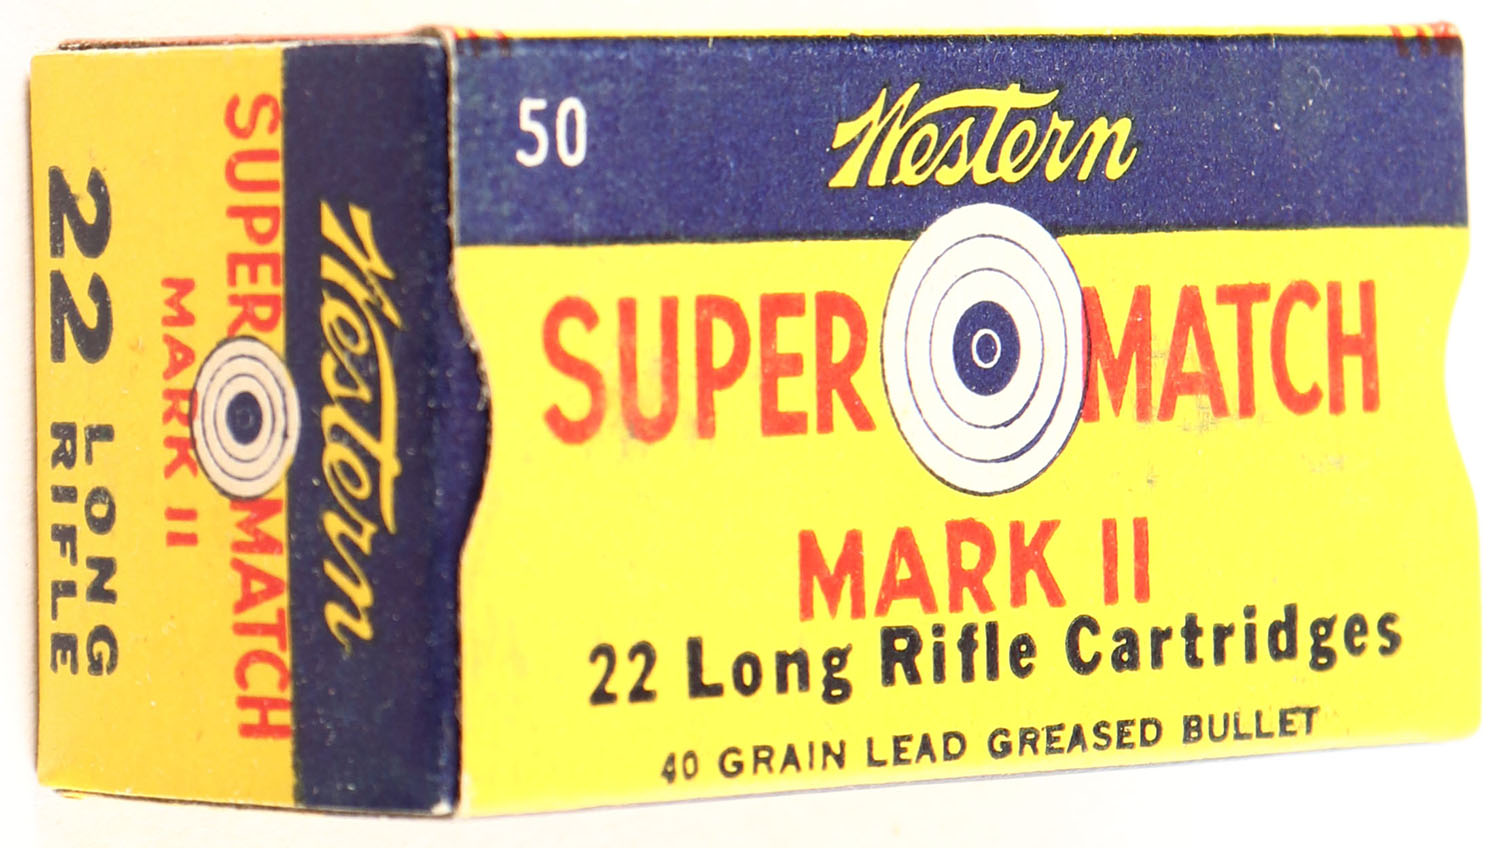 50
Western
SUPER MATCH
MARK II
22 Long Rifle Cartridges
40 GRAIN LEAD GREASED BULLET
Western
SUPER MATCH
MARK II
22 LONG
RIFLE